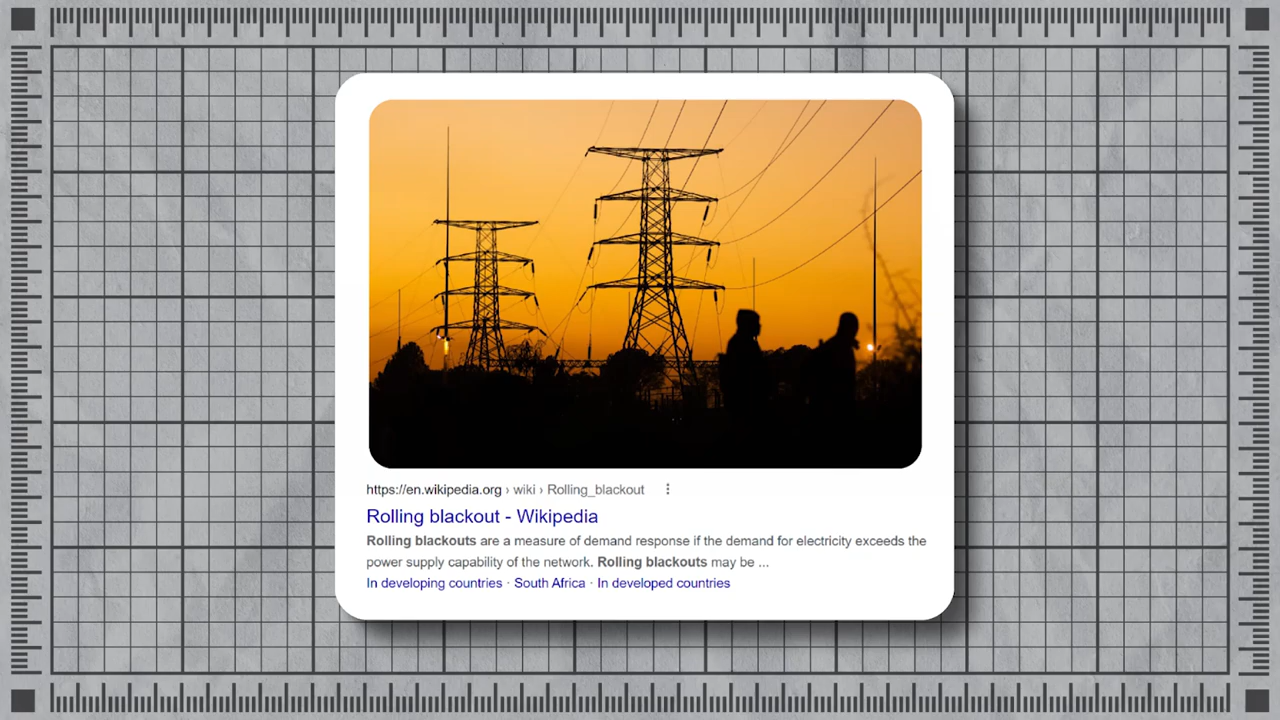 https://en.wikipedia.org › wiki › Rolling_blackout
Rolling blackout - Wikipedia
Rolling blackouts are a measure of demand response if the demand for electricity exceeds the
power supply capability of the network. Rolling blackouts may be ...
In developing countries · South Africa · In developed countries